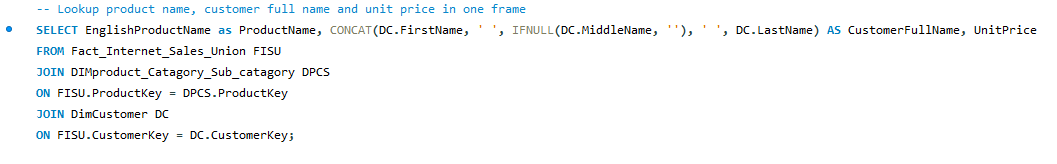 -- Lookup product name, customer full name and unit price in one frame
SELECT EnglishProductName as ProductName, CONCAT(DC.FirstName, ' ', IFNULL(DC.MiddleName, ''), ' ', DC.LastName) AS CustomerFullName, UnitPrice
FROM Fact_Internet_Sales_Union FISU
JOIN DIMproduct_Catagory_Sub_catagory DPCS
ON FISU.ProductKey = DPCS.ProductKey
JOIN DimCustomer DC
ON FISU.CustomerKey = DC.CustomerKey;